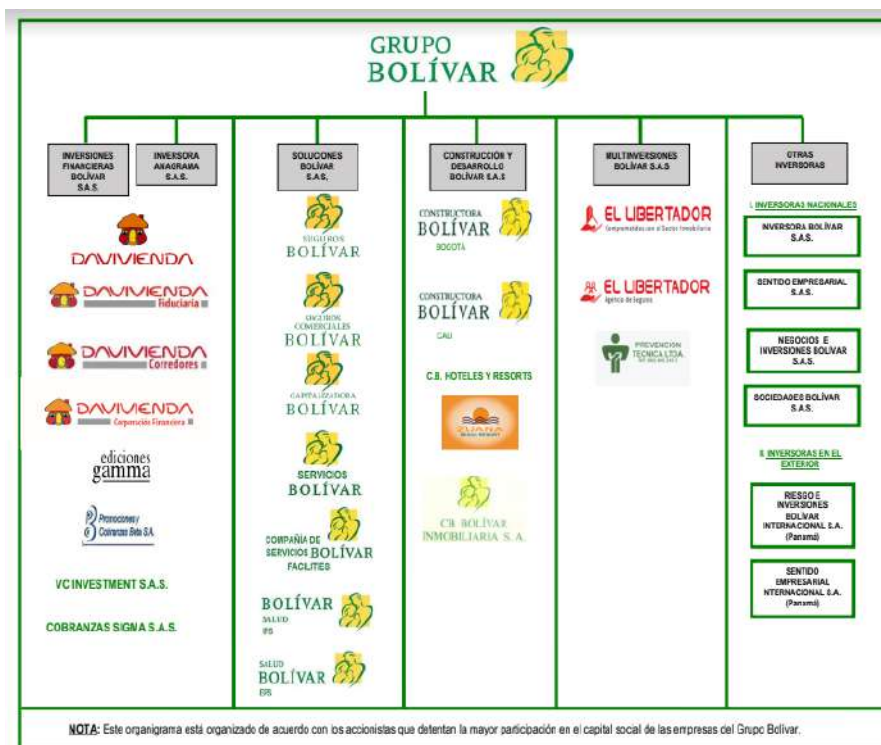 GRUPO
BOLÍVAR
INVERSIONES
FINANCIERAS
BOLÍVAR
S.A.S.
INVERSORA
ANAGRAMA
S.A.S.
DAVIVIENDA
DAVIVIENDA
Fiduciaria
DAVIVIENDA
Corredores
DAVIVIENDA
Corporación Financiera
ediciones
gamma
Promociones y
Cobranzas Beta S.A.
VC INVESTMENT S.A.S.
COBRANZAS SIGMA S.A.S.
SOLUCIONES
BOLÍVAR
S.A.S.
SEGUROS
BOLÍVAR
SEGUROS
COMERCIALES
BOLÍVAR
CAPITALIZADORA
BOLÍVAR
SERVICIOS
BOLÍVAR
COMPAÑÍA DE
SERVICIOS BOLÍVAR
FACILITIES
BOLÍVAR
SALUD
IPS
SALUD
BOLÍVAR
EPS
CONSTRUCCIÓN Y
DESARROLLO
BOLÍVAR S.A.S
CONSTRUCTORA
BOLÍVAR
BOGOTÁ
CONSTRUCTORA
BOLÍVAR
CALI
C.B. HOTELES Y RESORTS
ZUANA
BEACH RESORT
CB BOLÍVAR
INMOBILIARIA S. A.
MULTINVERSIONES
BOLÍVAR S.A.S
EL LIBERTADOR
Comprometidos con el Sector Inmobiliario
EL LIBERTADOR
Agencia de Seguros
PREVENCIÓN
TÉCNICA LTDA.
OTRAS
INVERSORAS
I. INVERSORAS NACIONALES
INVERSORA BOLÍVAR
S.A.S.
SENTIDO EMPRESARIAL
S.A.S.
NEGOCIOS E
INVERSIONES BOLÍVAR
S.A.S.
SOCIEDADES BOLÍVAR
S.A.S.
II. INVERSORAS EN EL
EXTERIOR
RIESGO E
INVERSIONES
BOLÍVAR
INTERNACIONAL S.A.
(Panamá)
SENTIDO
EMPRESARIAL
INTERNACIONAL S.A.
(Panamá)
NOTA: Este organigrama está organizado de acuerdo con los accionistas que detentan la mayor participación en el capital social de las empresas del Grupo Bolívar.